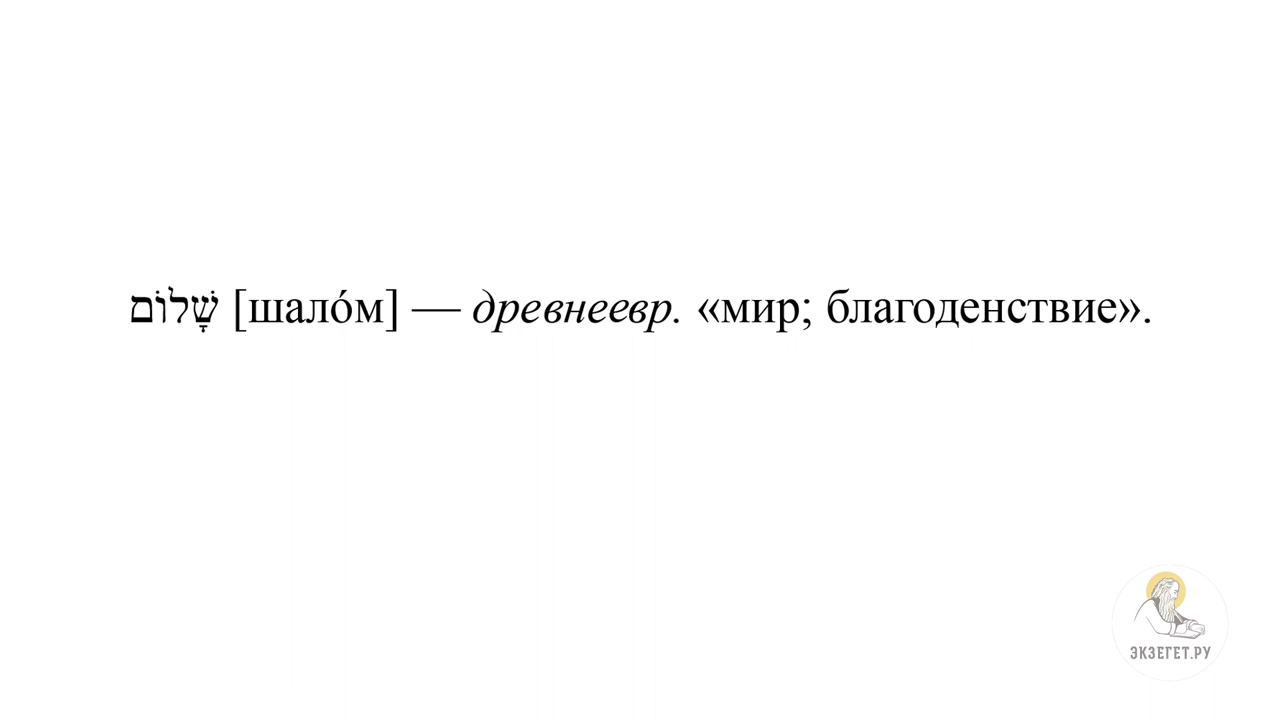 שָׁלוֹם [шало́м] — древнеевр. «мир; благоденствие».
ЭКЗЕГЕТ.РУ